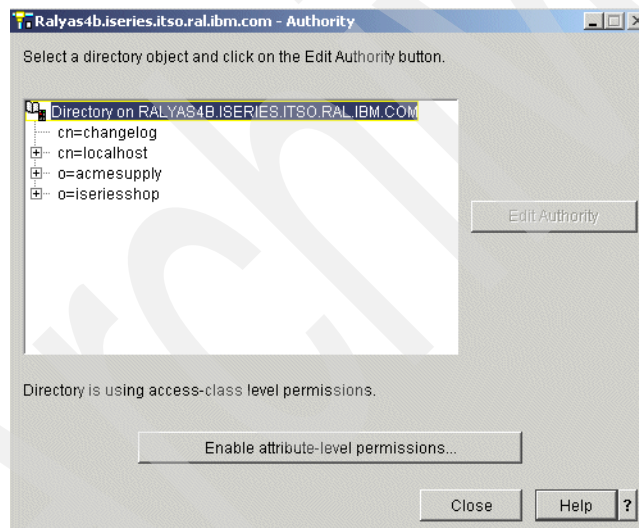 Ralyas4b.iseries.itso.ral.ibm.com - Authority
Select a directory object and click on the Edit Authority button.
Directory on RALYAS4B.ISERIES.ITSO.RAL.IBM.COM
cn=changelog
cn=localhost
o=acmesupply
o=iseriesshop
Edit Authority
Directory is using access-class level permissions.
Enable attribute-level permissions...
Close Help ?